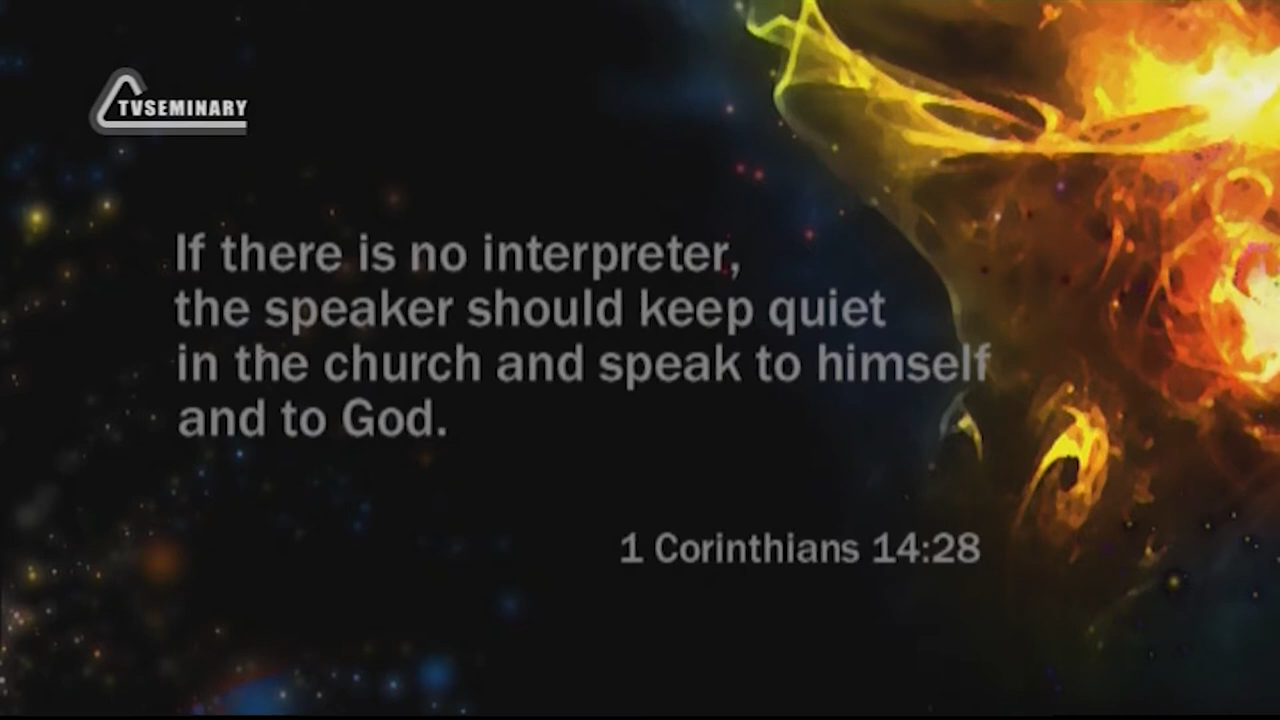 TVSEMINARY
If there is no interpreter,
the speaker should keep quiet
in the church and speak to himself
and to God.
1 Corinthians 14:28